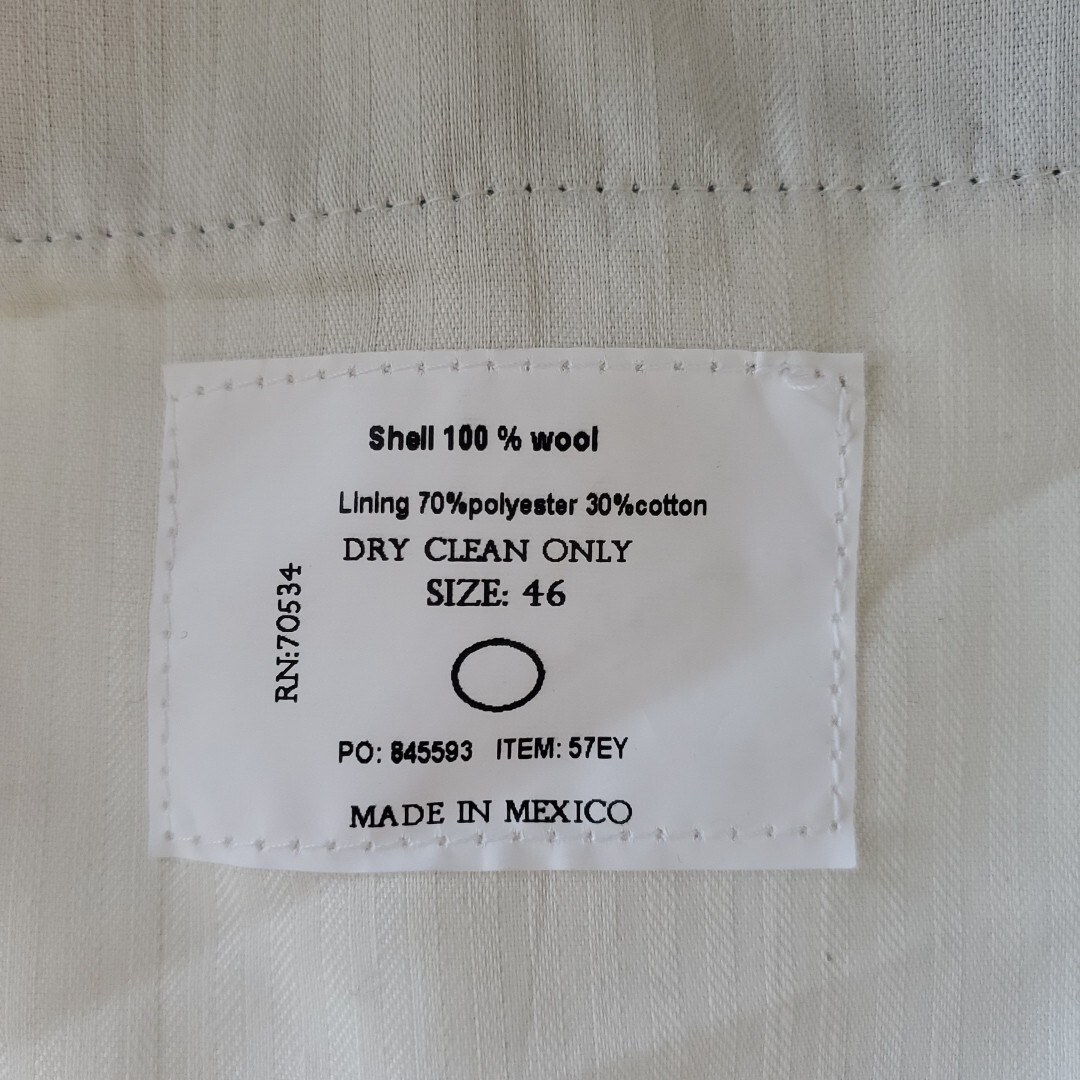 Shell 100 % wool
Lining 70%polyester 30%cotton
DRY CLEAN ONLY
SIZE: 46
RN:70534
PO: 845593 ITEM: 57EY
MADE IN MEXICO